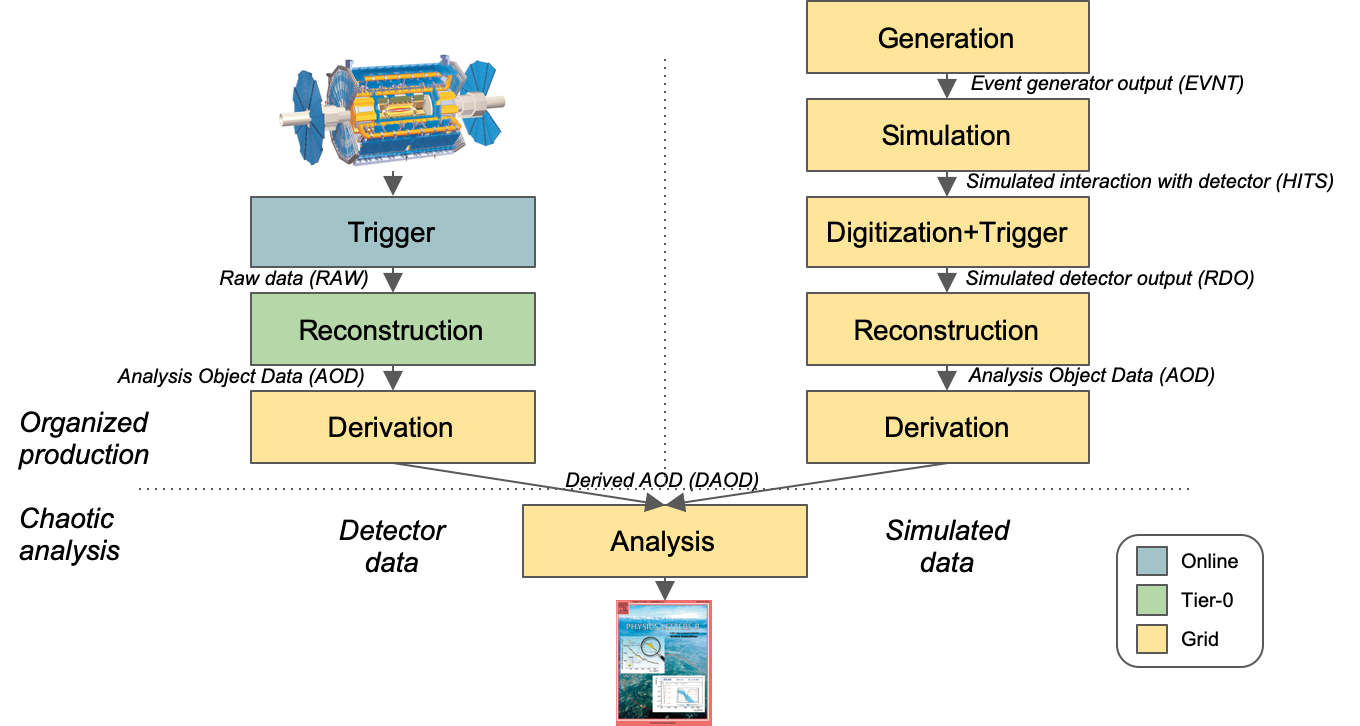 Generation
Event generator output (EVNT)
Simulation
Simulated interaction with detector (HITS)
Trigger
Digitization+Trigger
Raw data (RAW)
Simulated detector output (RDO)
Reconstruction
Reconstruction
Analysis Object Data (AOD)
Analysis Object Data (AOD)
Organized
production
Derivation
Derivation
Derived AOD (DAOD)
Chaotic
analysis
Detector
data
Analysis
Simulated
data
Online
Tier-0
Grid
PHYSICS LETTERS B